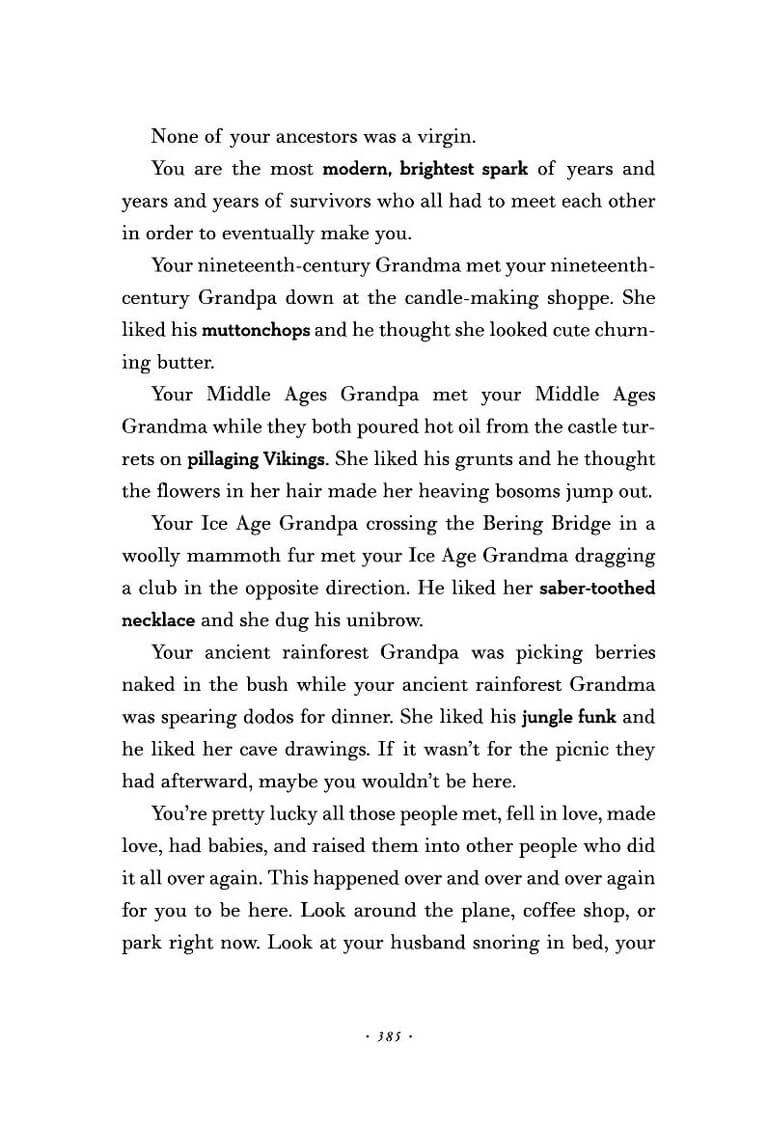 None of your ancestors was a virgin.
You are the most modern, brightest spark of years and
years and years of survivors who all had to meet each other
in order to eventually make you.
Your nineteenth-century Grandma met your nineteenth-
century Grandpa down at the candle-making shoppe. She
liked his muttonchops and he thought she looked cute churn-
ing butter.
Your Middle Ages Grandpa met your Middle Ages
Grandma while they both poured hot oil from the castle tur-
rets on pillaging Vikings. She liked his grunts and he thought
the flowers in her hair made her heaving bosoms jump out.
Your Ice Age Grandpa crossing the Bering Bridge in a
woolly mammoth fur met your Ice Age Grandma dragging
a club in the opposite direction. He liked her saber-toothed
necklace and she dug his unibrow.
Your ancient rainforest Grandpa was picking berries
naked in the bush while your ancient rainforest Grandma
was spearing dodos for dinner. She liked his jungle funk and
he liked her cave drawings. If it wasn’t for the picnic they
had afterward, maybe you wouldn’t be here.
You’re pretty lucky all those people met, fell in love, made
love, had babies, and raised them into other people who did
it all over again. This happened over and over and over again
for you to be here. Look around the plane, coffee shop, or
park right now. Look at your husband snoring in bed, your
· 385 ·